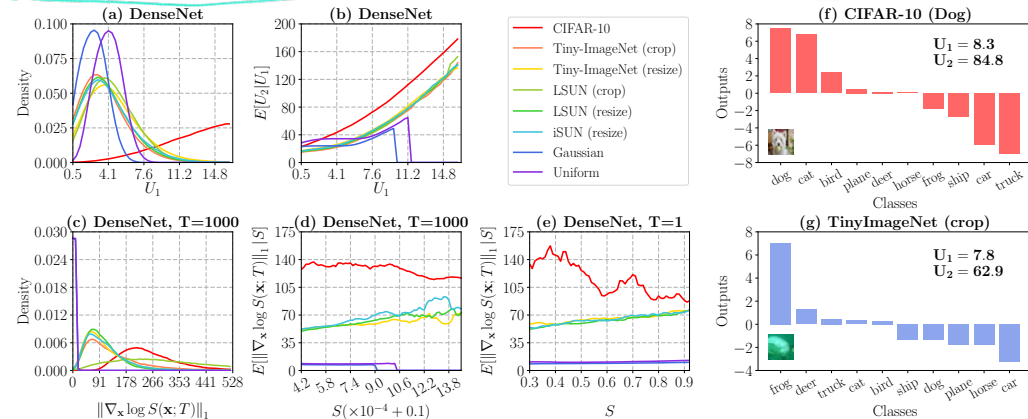 (a) DenseNet
Density
0.100
0.075
0.050
0.025
0.000
0.5 4.1 7.6 11.2 14.8
U₁
(b) DenseNet
E[U₂|U₁]
200
160
120
80
40
0
0.5 4.1 7.6 11.2 14.8
U₁
CIFAR-10
Tiny-ImageNet (crop)
Tiny-ImageNet (resize)
LSUN (crop)
LSUN (resize)
iSUN (resize)
Gaussian
Uniform
(f) CIFAR-10 (Dog)
U₁ = 8.3
U₂ = 84.8
Outputs
8
6
4
2
0
−2
−4
−6
−8
dog cat bird plane deer horse frog ship car truck
Classes
(c) DenseNet, T=1000
Density
0.030
0.024
0.018
0.012
0.006
0.000
0 91 178 266 353 441 528
‖∇ₓ log S(x; T)‖₁
(d) DenseNet, T=1000
E[‖∇ₓ log S(x; T)‖₁|S]
175
140
105
70
35
0
4.2 5.8 7.4 9.0 10.6 12.2 13.8
S(×10⁻⁴ + 0.1)
(e) DenseNet, T=1
E[‖∇ₓ log S(x; T)‖₁|S]
175
140
105
70
35
0
0.3 0.4 0.5 0.6 0.7 0.8 0.9
S
(g) TinyImageNet (crop)
U₁ = 7.8
U₂ = 62.9
Outputs
8
6
4
2
0
−2
−4
frog deer truck cat bird ship dog plane horse car
Classes